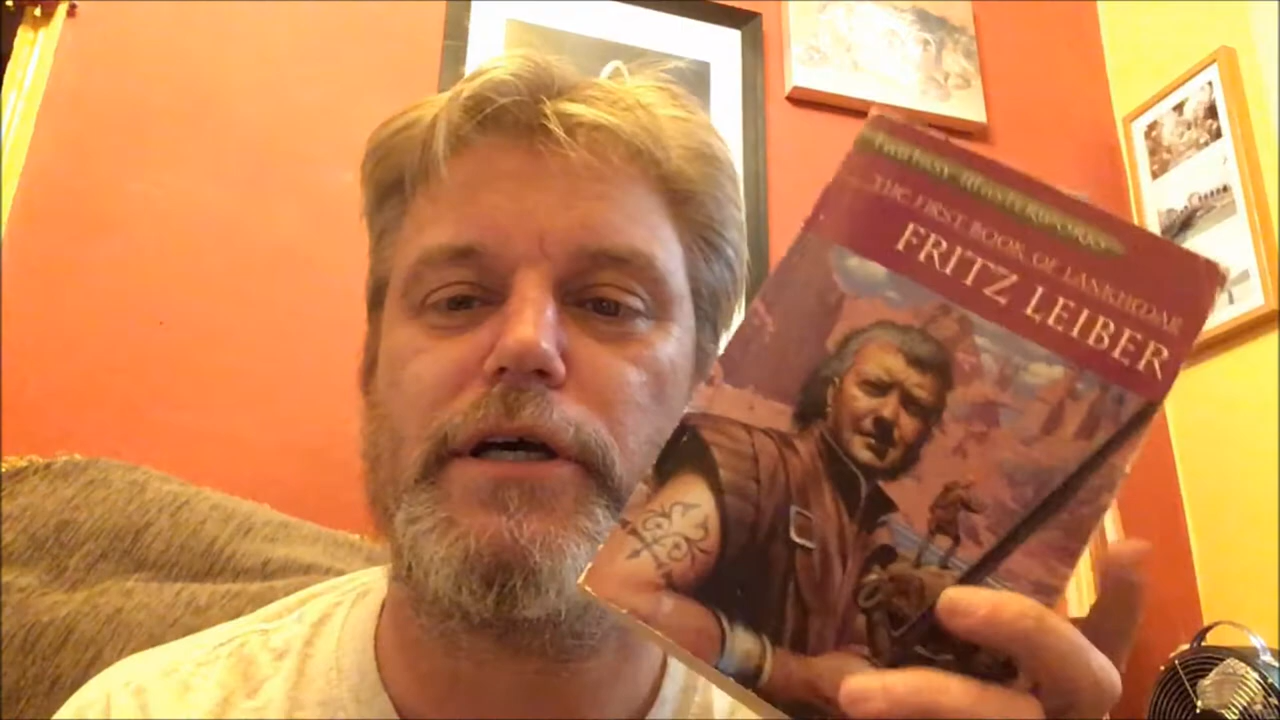 FANTASY MASTERWORKS
THE FIRST BOOK OF LANKHMAR
FRITZ LEIBER